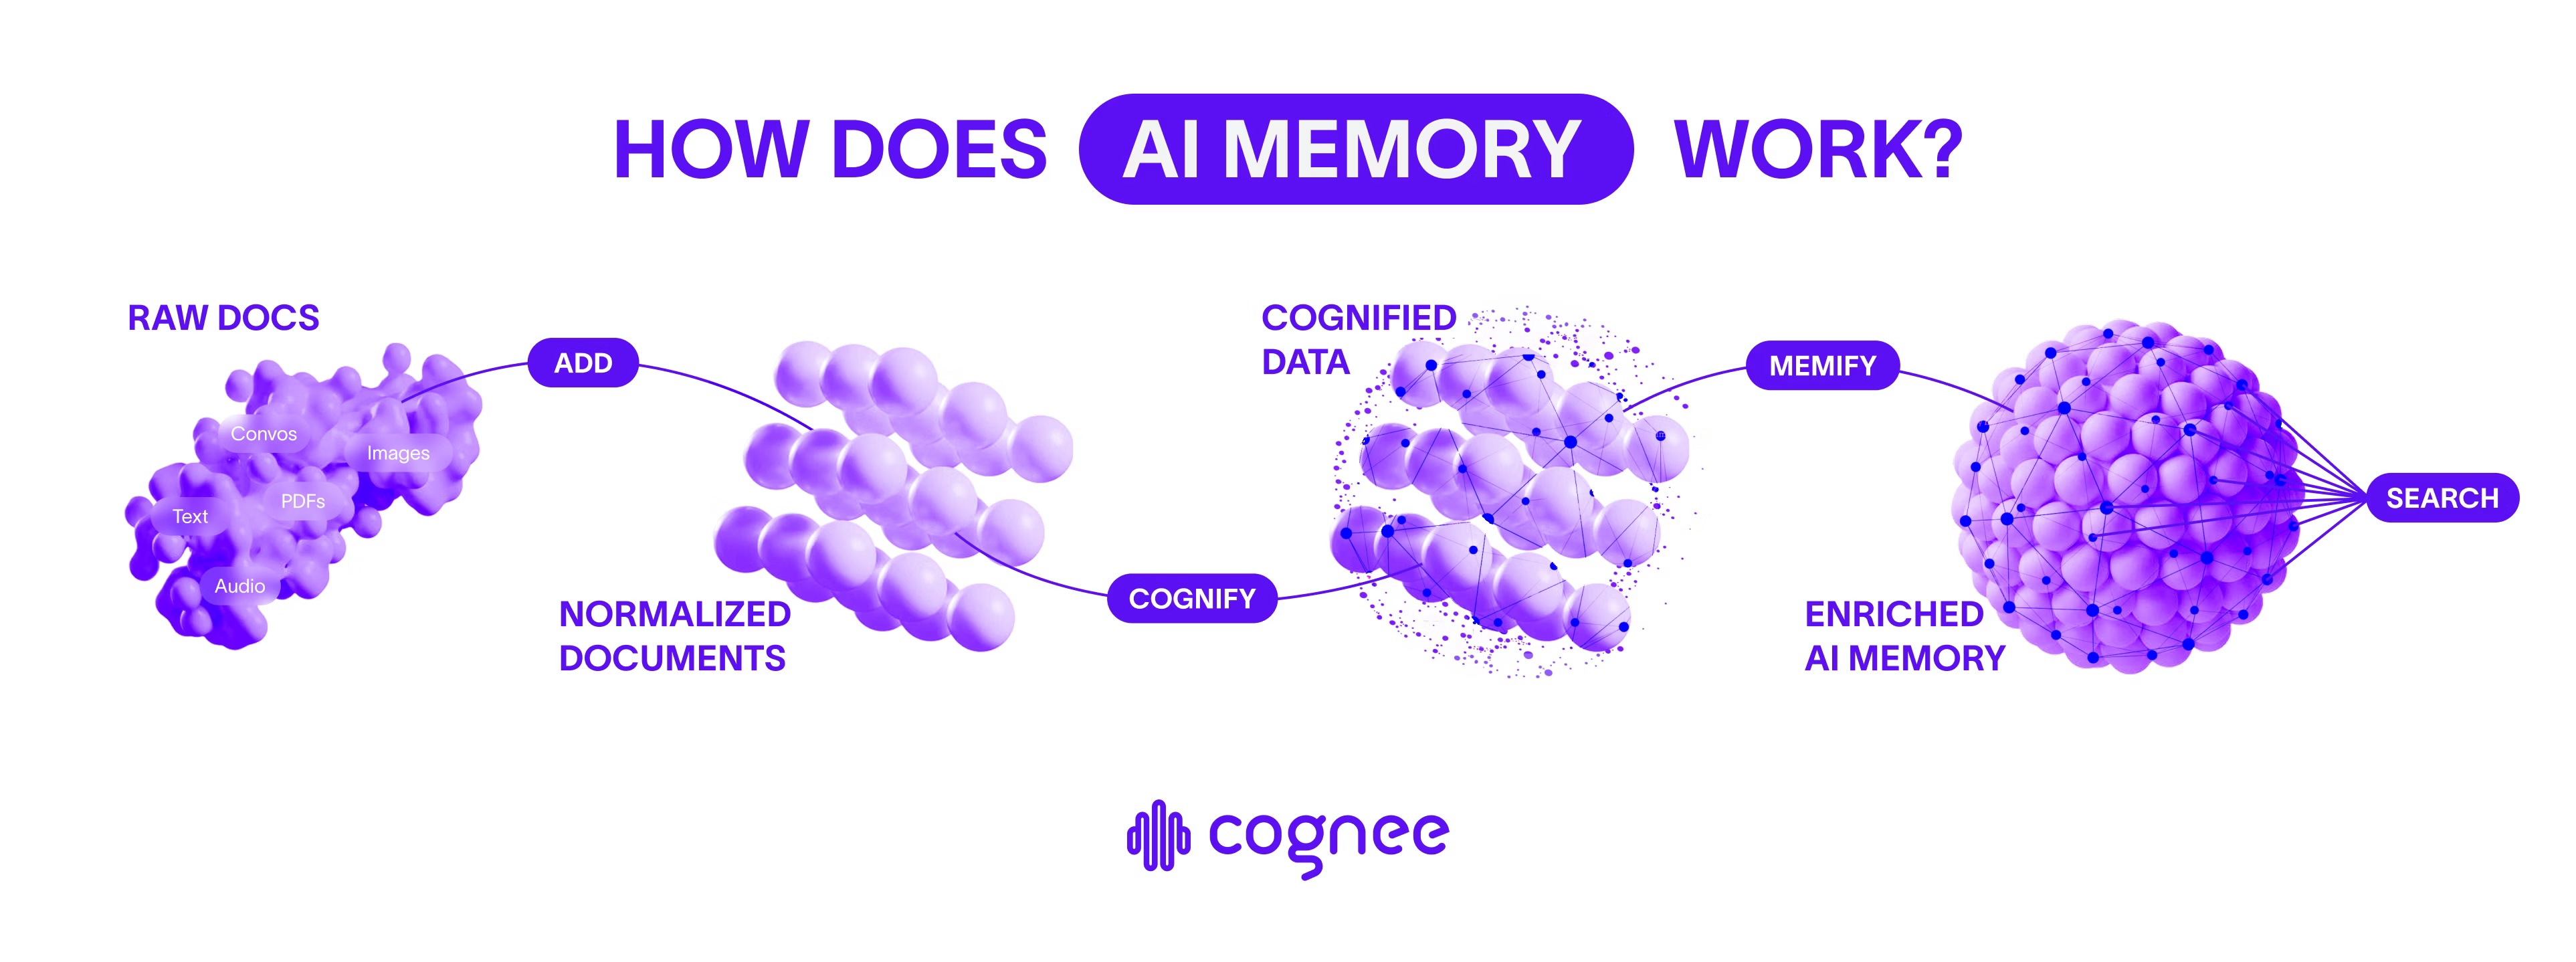 HOW DOES AI MEMORY WORK?
RAW DOCS
Convos
Images
Text
PDFs
Audio
ADD
NORMALIZED
DOCUMENTS
COGNIFY
COGNIFIED
DATA
MEMIFY
ENRICHED
AI MEMORY
SEARCH
cognee